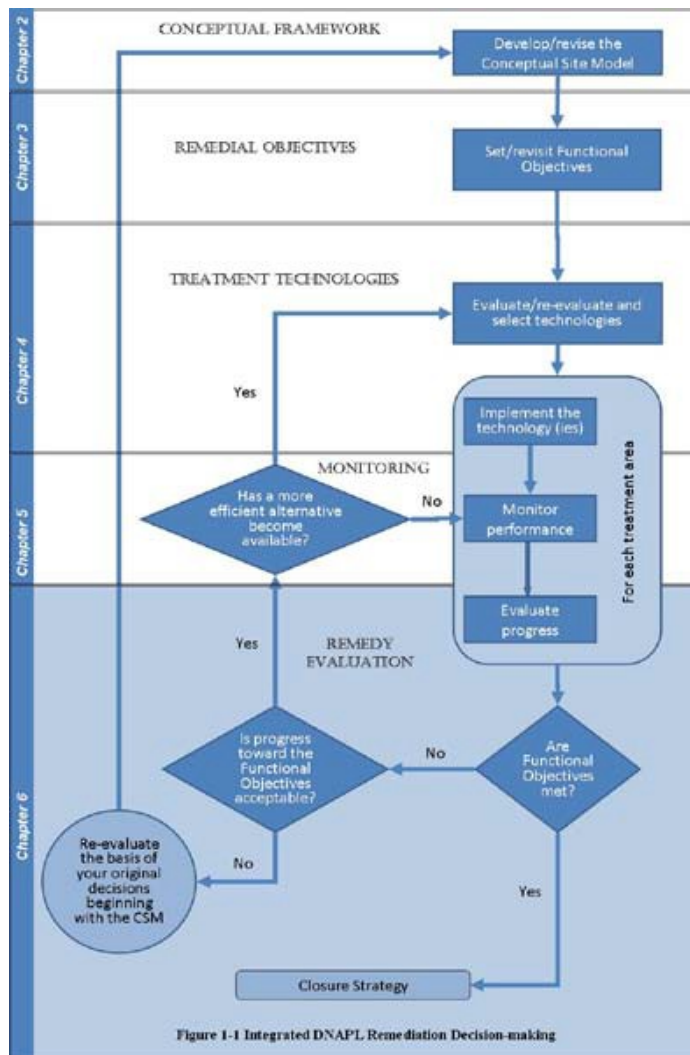 Chapter 2
CONCEPTUAL FRAMEWORK
Develop/revise the
Conceptual Site Model
Chapter 3
REMEDIAL OBJECTIVES
Set/revisit Functional
Objectives
Chapter 4
TREATMENT TECHNOLOGIES
Evaluate/re-evaluate and
select technologies
Yes
Implement the
technology (ies)
For each treatment area
Chapter 5
MONITORING
Has a more
efficient alternative
become
available?
No
Monitor
performance
Evaluate
progress
Chapter 6
Yes
REMEDY
EVALUATION
Is progress
toward the
Functional
Objectives
acceptable?
No
Are
Functional
Objectives
met?
Re-evaluate
the basis of
your original
decisions
beginning
with the CSM
No
Yes
Closure Strategy
Figure 1-1 Integrated DNAPL Remediation Decision-making